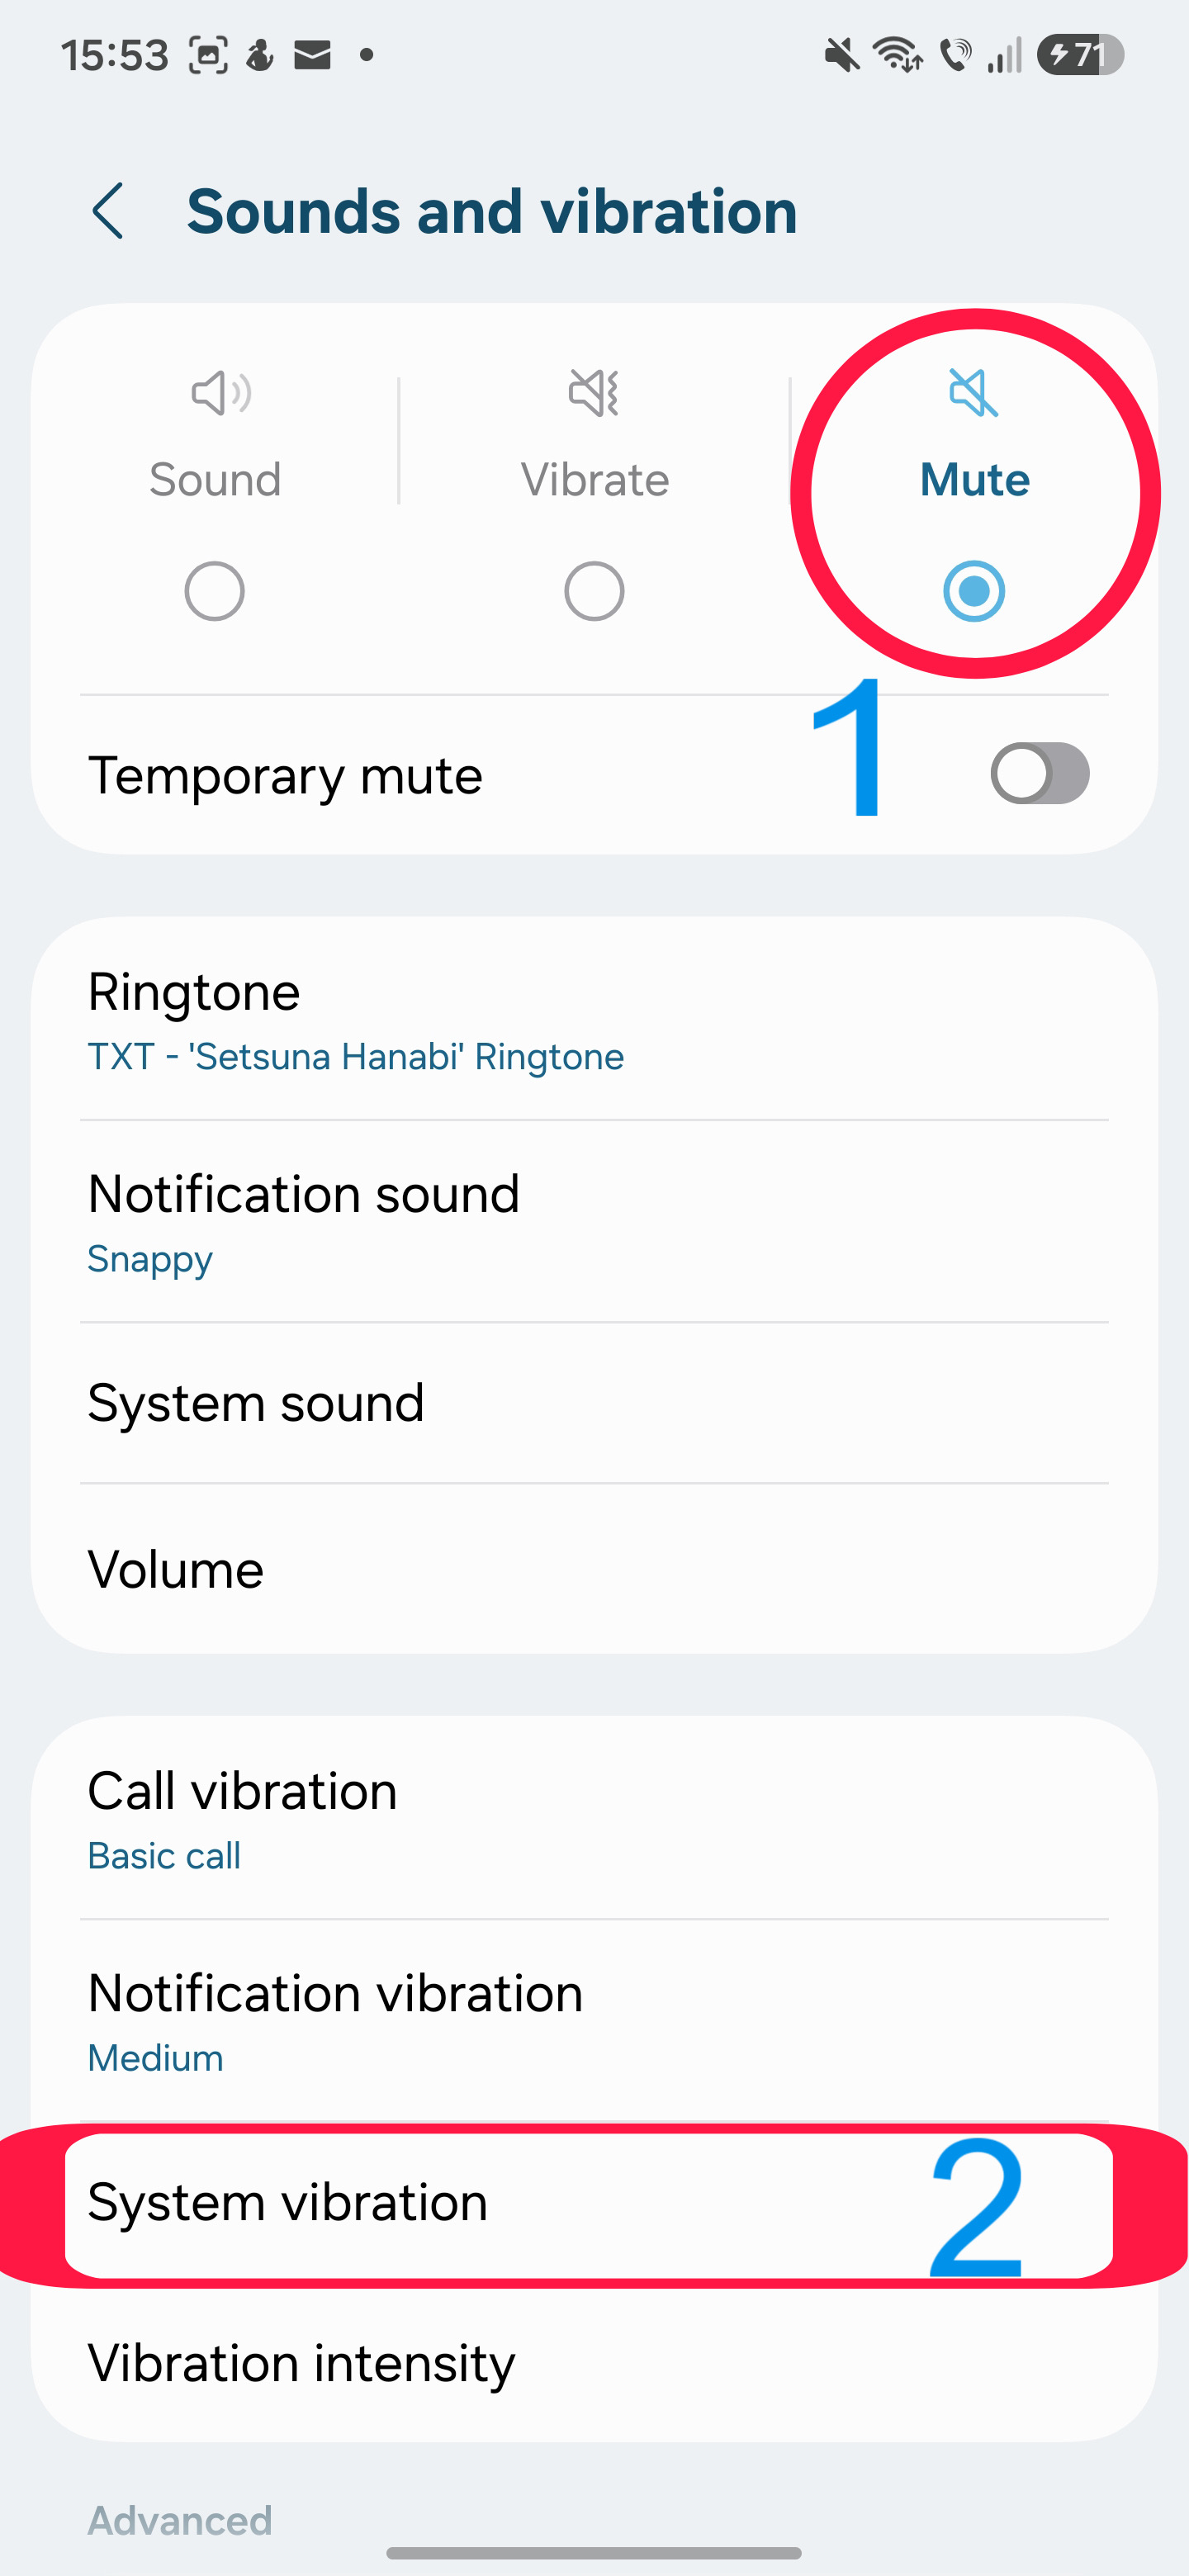 15:53
71
Sounds and vibration
Sound
Vibrate
Mute
1
Temporary mute
Ringtone
TXT - 'Setsuna Hanabi' Ringtone
Notification sound
Snappy
System sound
Volume
Call vibration
Basic call
Notification vibration
Medium
System vibration
2
Vibration intensity
Advanced